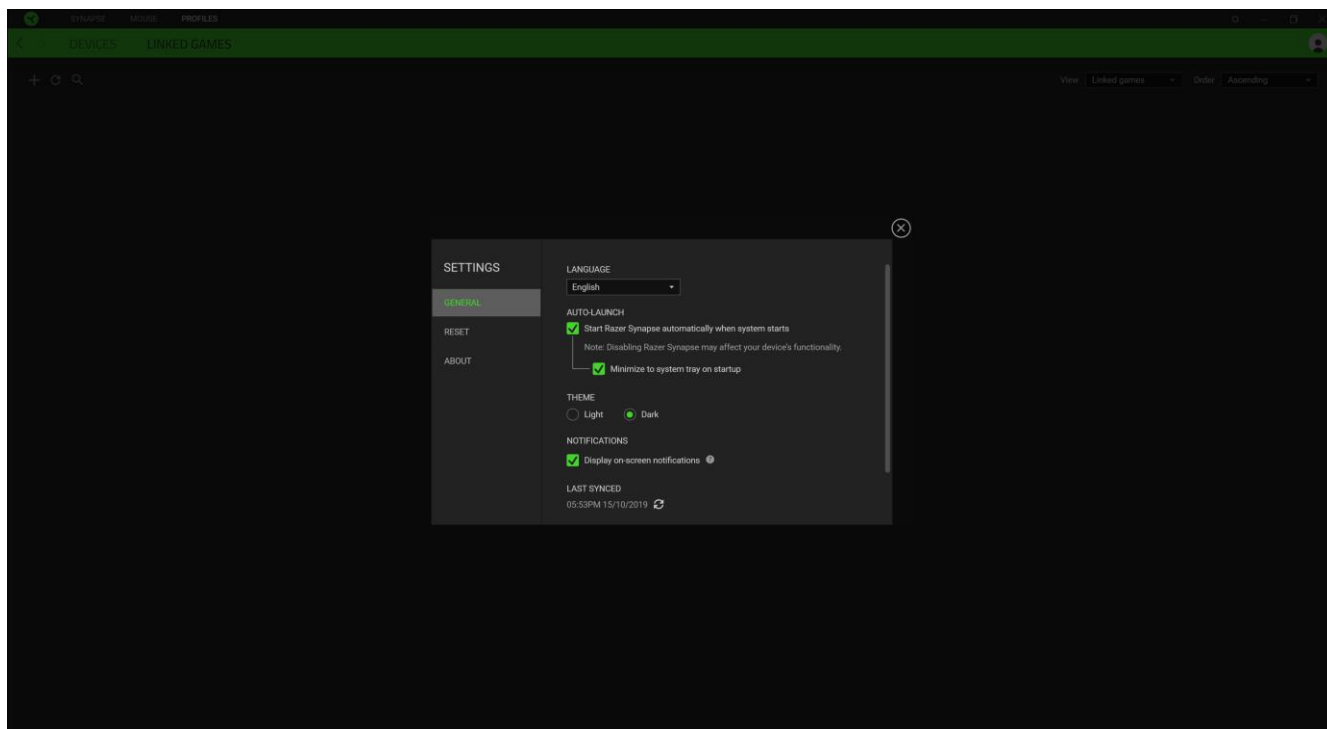 SYNAPSE MOUSE PROFILES
DEVICES LINKED GAMES
View Linked games Order Ascending
SETTINGS
GENERAL
RESET
ABOUT
LANGUAGE
English
AUTO-LAUNCH
Start Razer Synapse automatically when system starts
Note: Disabling Razer Synapse may affect your device's functionality.
Minimize to system tray on startup
THEME
Light Dark
NOTIFICATIONS
Display on-screen notifications ?
LAST SYNCED
05:53PM 15/10/2019